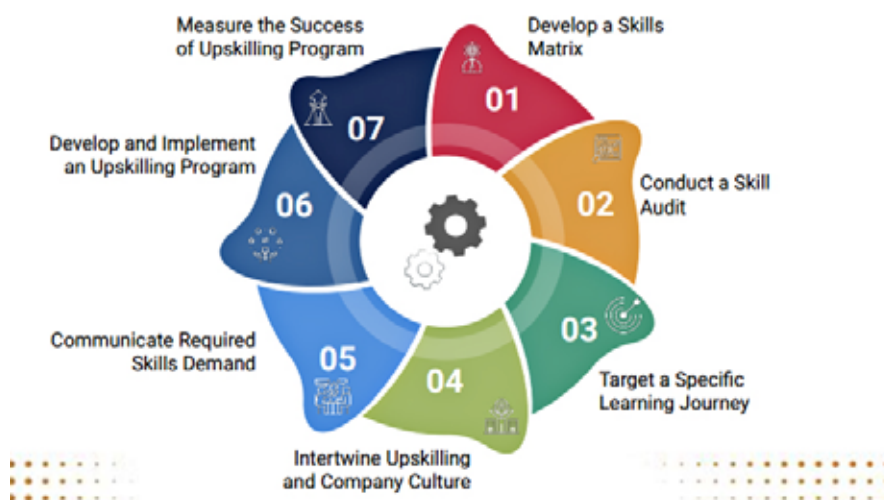 01
Develop a Skills
Matrix
02
Conduct a Skill
Audit
03
Target a Specific
Learning Journey
04
Intertwine Upskilling
and Company Culture
05
Communicate Required
Skills Demand
06
Develop and Implement
an Upskilling Program
07
Measure the Success
of Upskilling Program